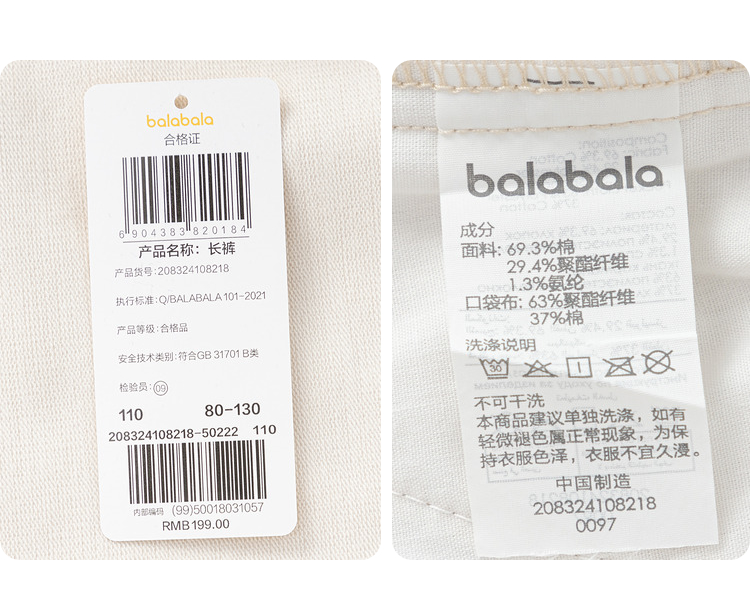 balabala
合格证
6904383820184
产品名称：长裤
产品货号：208324108218
执行标准：Q/BALABALA 101-2021
产品等级：合格品
安全技术类别：符合GB 31701 B类
检验员：09
110 80-130
208324108218-50222 110
内部编码 (99)50018031057
RMB199.00
balabala
成分
面料：69.3%棉
29.4%聚酯纤维
1.3%氨纶
口袋布：63%聚酯纤维
37%棉
洗涤说明
30
不可干洗
本商品建议单独洗涤，如有
轻微褪色属正常现象，为保
持衣服色泽，衣服不宜久浸。
中国制造
208324108218
0097